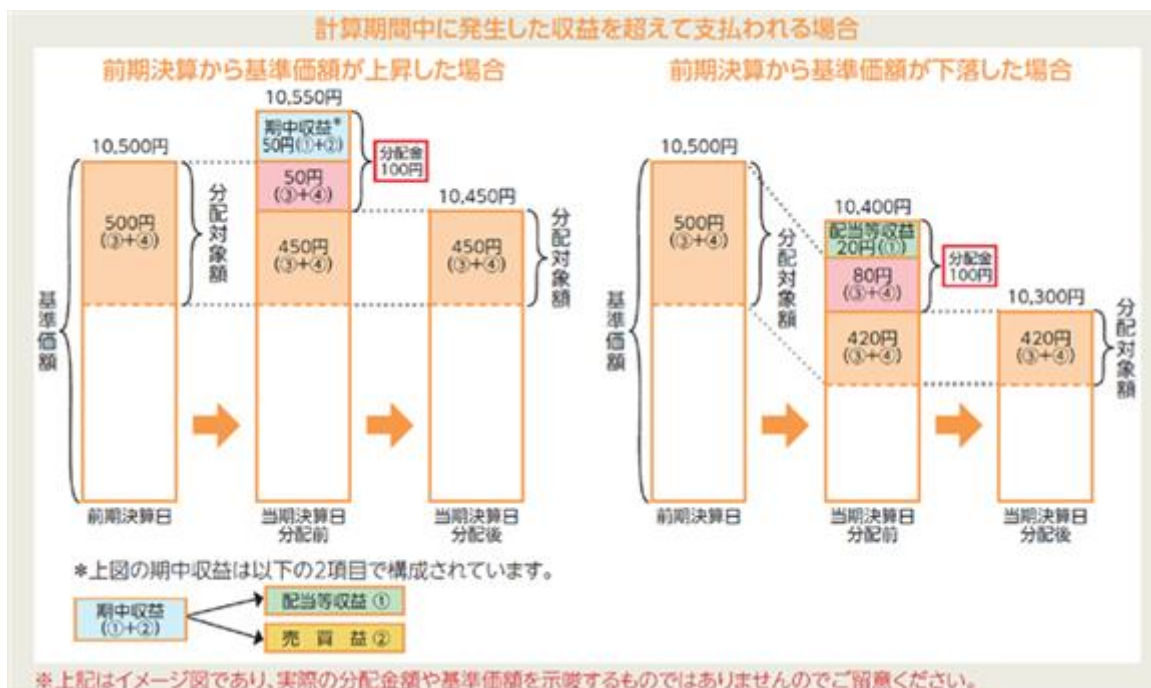 計算期間中に発生した収益を超えて支払われる場合
前期決算から基準価額が上昇した場合
10,550円
期中収益*
50円(①+②)
分配金
100円
10,500円
50円
(③+④)
10,450円
500円
(③+④)
分配対象額
450円
(③+④)
450円
(③+④)
分配対象額
基準価額
前期決算日
当期決算日
分配前
当期決算日
分配後
前期決算から基準価額が下落した場合
10,500円
10,400円
配当等収益
20円(①)
分配金
100円
500円
(③+④)
分配対象額
80円
(③+④)
10,300円
420円
(③+④)
420円
(③+④)
分配対象額
基準価額
前期決算日
当期決算日
分配前
当期決算日
分配後
*上図の期中収益は以下の2項目で構成されています。
期中収益
(①+②)
配当等収益 ①
売 買 益 ②
※上記はイメージ図であり、実際の分配金額や基準価額を示唆するものではありませんのでご留意ください。